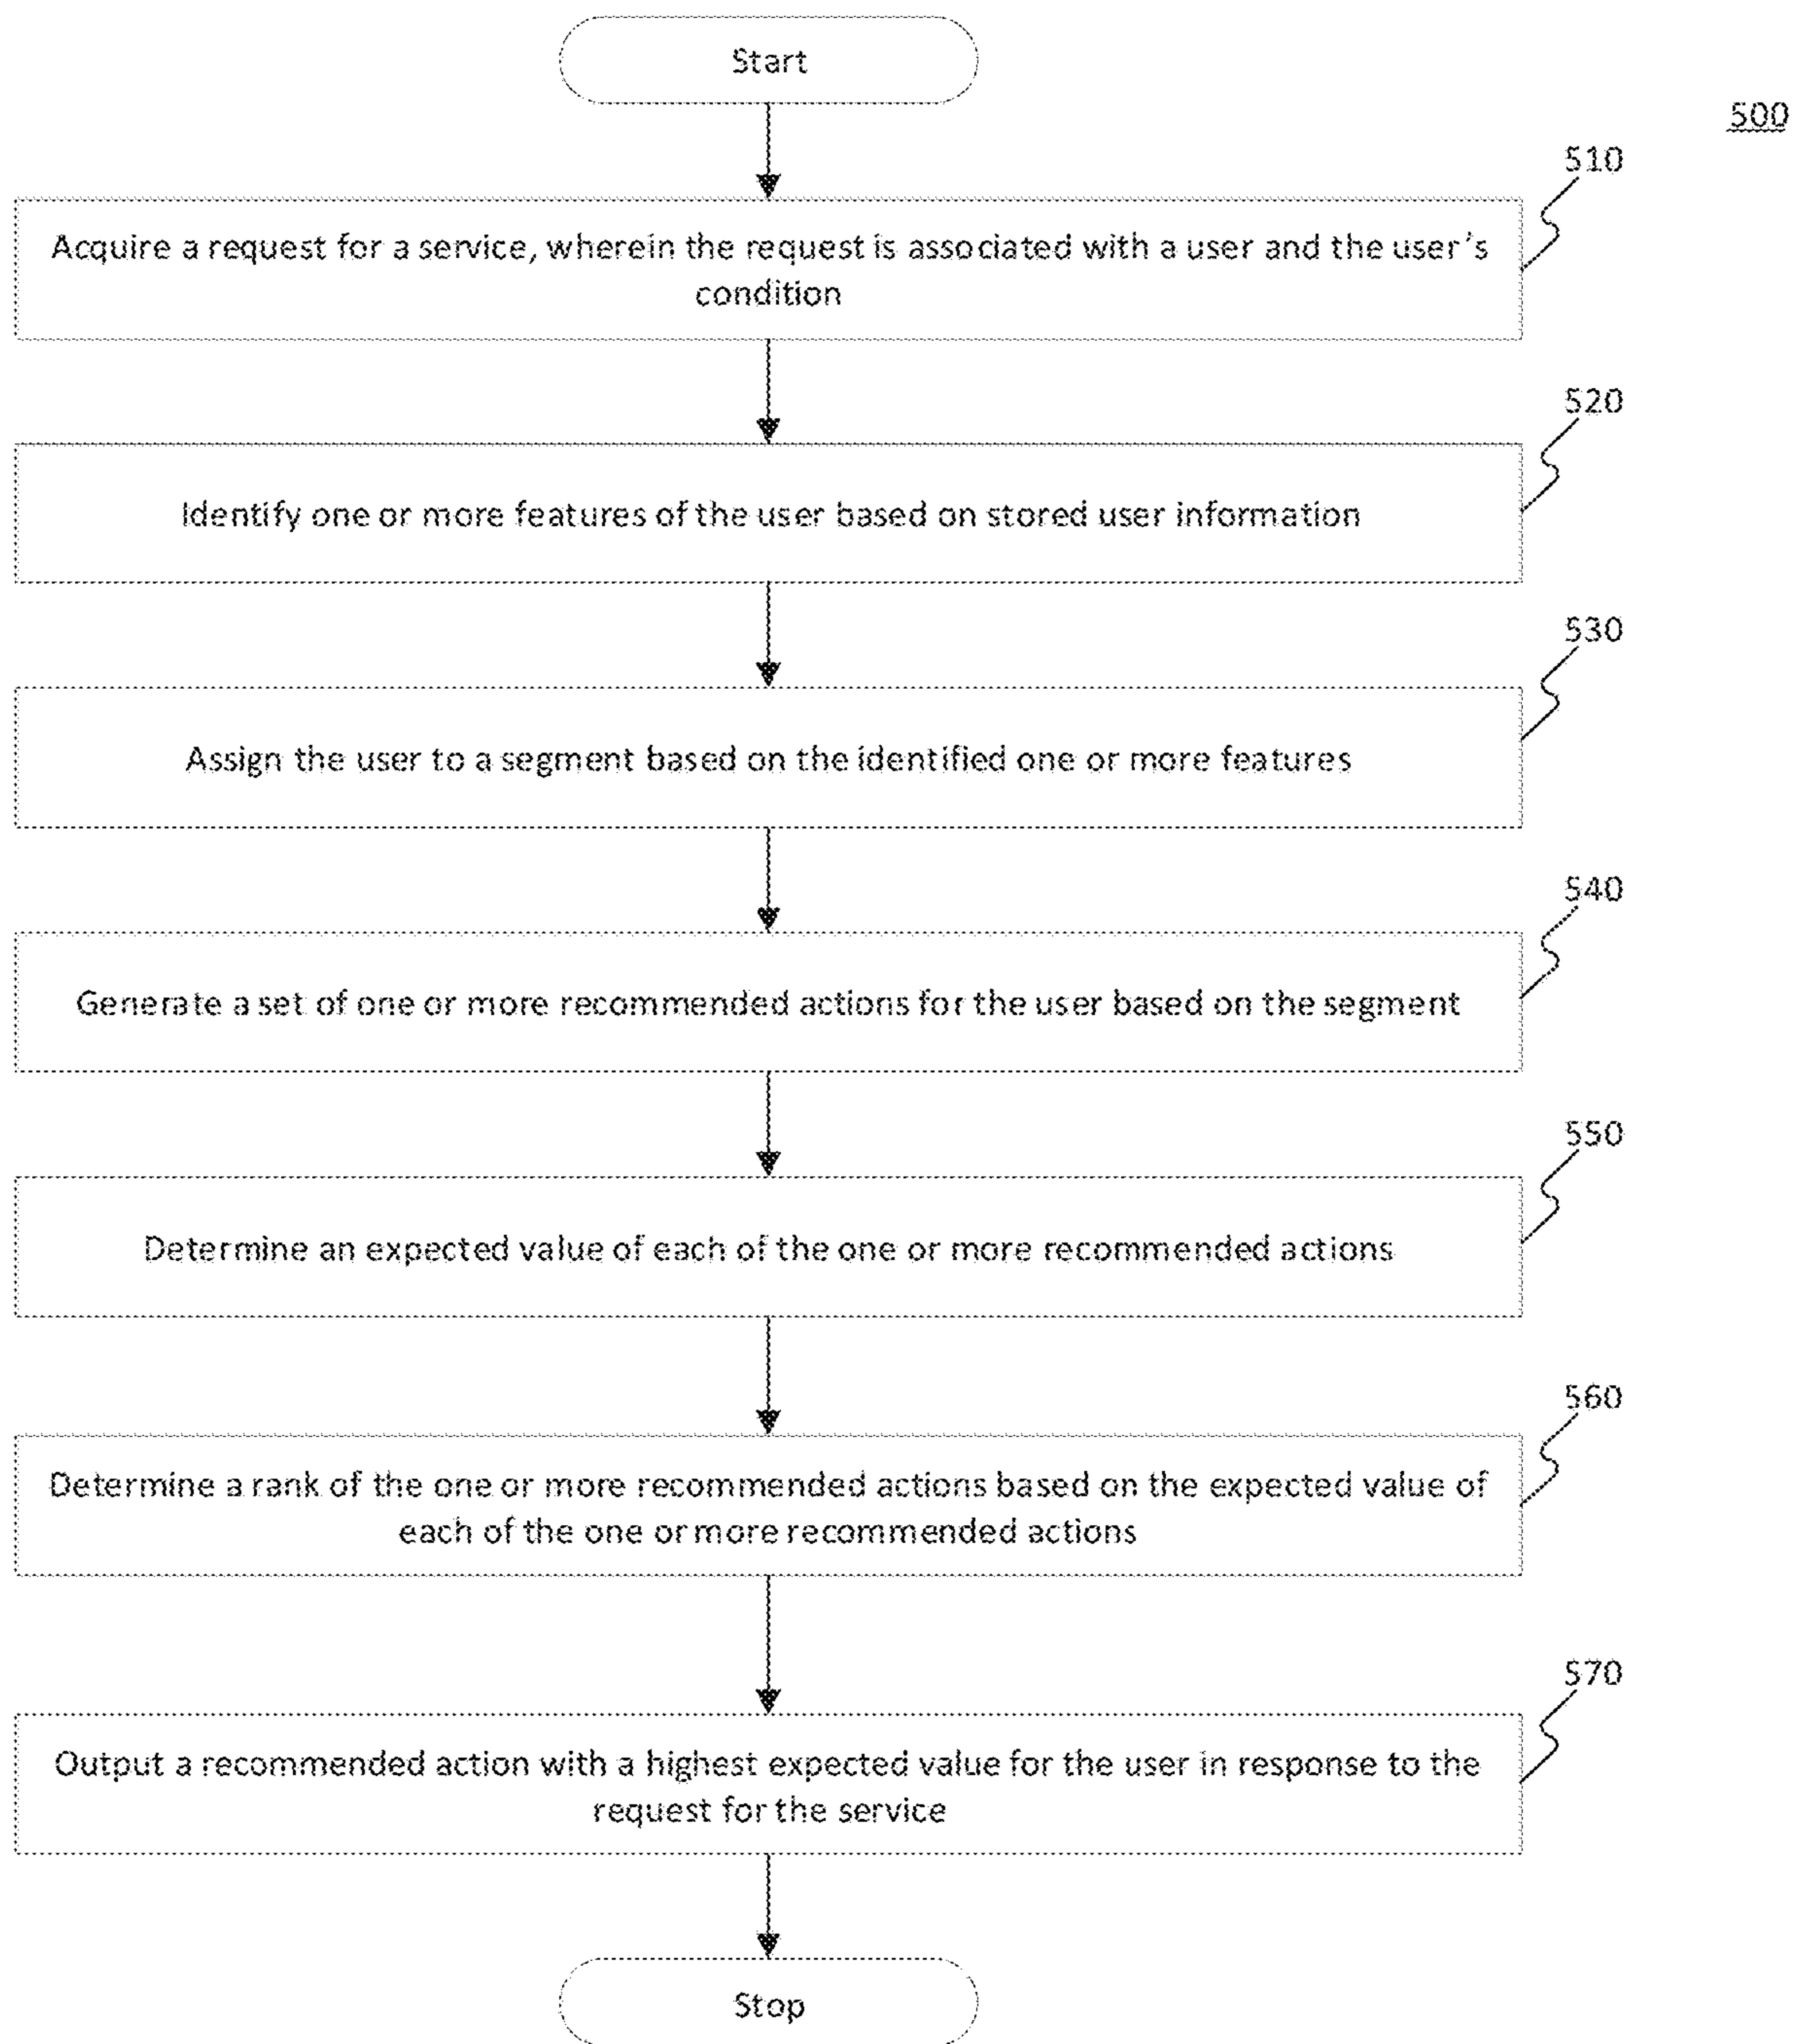 Start
500
510
Acquire a request for a service, wherein the request is associated with a user and the user's
condition
520
Identify one or more features of the user based on stored user information
530
Assign the user to a segment based on the identified one or more features
540
Generate a set of one or more recommended actions for the user based on the segment
550
Determine an expected value of each of the one or more recommended actions
560
Determine a rank of the one or more recommended actions based on the expected value of
each of the one or more recommended actions
570
Output a recommended action with a highest expected value for the user in response to the
request for the service
Stop